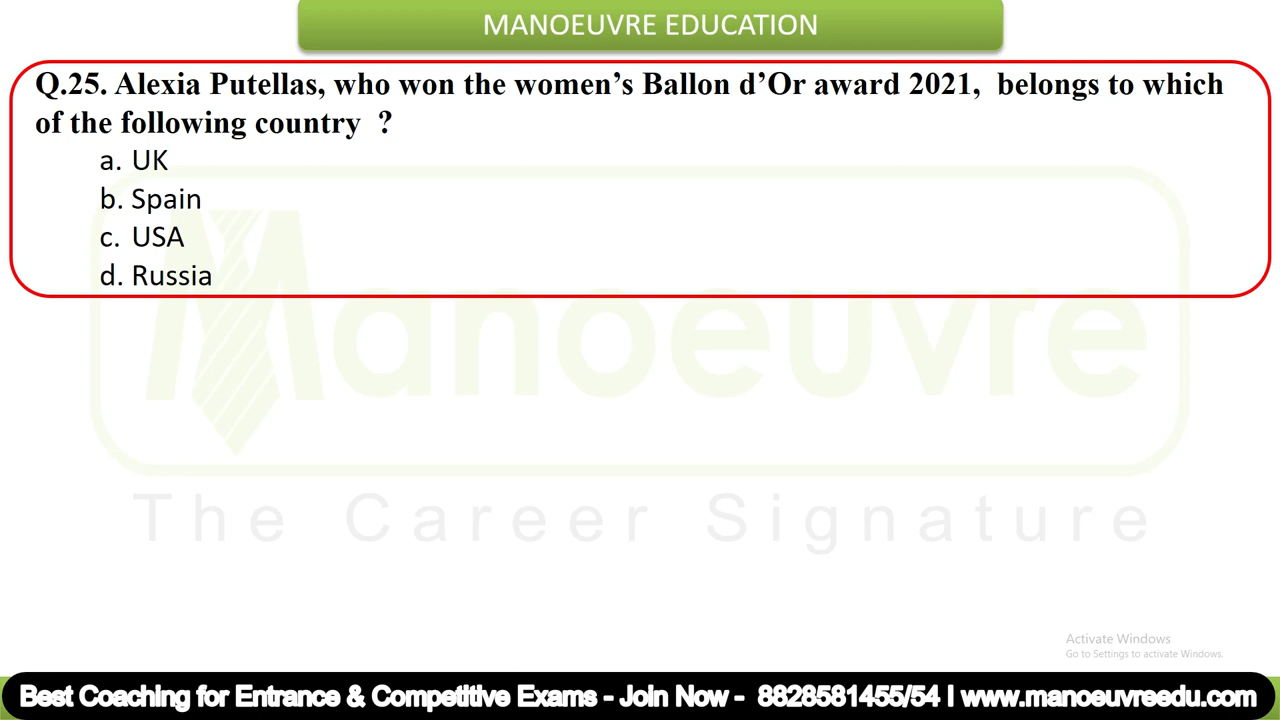 MANOEUVRE EDUCATION
Q.25. Alexia Putellas, who won the women’s Ballon d’Or award 2021, belongs to which
of the following country ?
a. UK
b. Spain
c. USA
d. Russia
Manoeuvre
The Career Signature
Activate Windows
Go to Settings to activate Windows.
Best Coaching for Entrance & Competitive Exams - Join Now - 8828581455/54 I www.manoeuvreedu.com